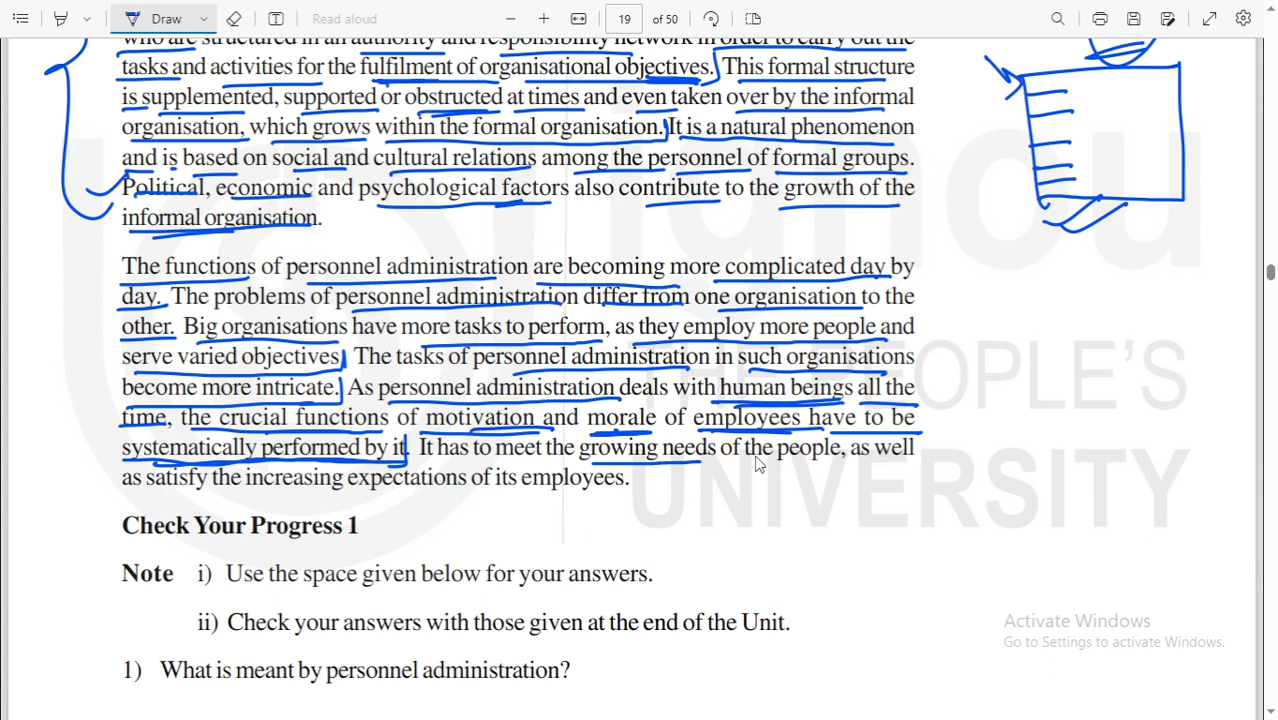 Draw
Read aloud
19 of 50
who are structured in an authority and responsibility network in order to carry out the
tasks and activities for the fulfilment of organisational objectives. This formal structure
is supplemented, supported or obstructed at times and even taken over by the informal
organisation, which grows within the formal organisation. It is a natural phenomenon
and is based on social and cultural relations among the personnel of formal groups.
Political, economic and psychological factors also contribute to the growth of the
informal organisation.
The functions of personnel administration are becoming more complicated day by
day. The problems of personnel administration differ from one organisation to the
other. Big organisations have more tasks to perform, as they employ more people and
serve varied objectives. The tasks of personnel administration in such organisations
become more intricate. As personnel administration deals with human beings all the
time, the crucial functions of motivation and morale of employees have to be
systematically performed by it. It has to meet the growing needs of the people, as well
as satisfy the increasing expectations of its employees.
Check Your Progress 1
Note i) Use the space given below for your answers.
ii) Check your answers with those given at the end of the Unit.
1) What is meant by personnel administration?
ignou
THE PEOPLE'S
UNIVERSITY
Activate Windows
Go to Settings to activate Windows.